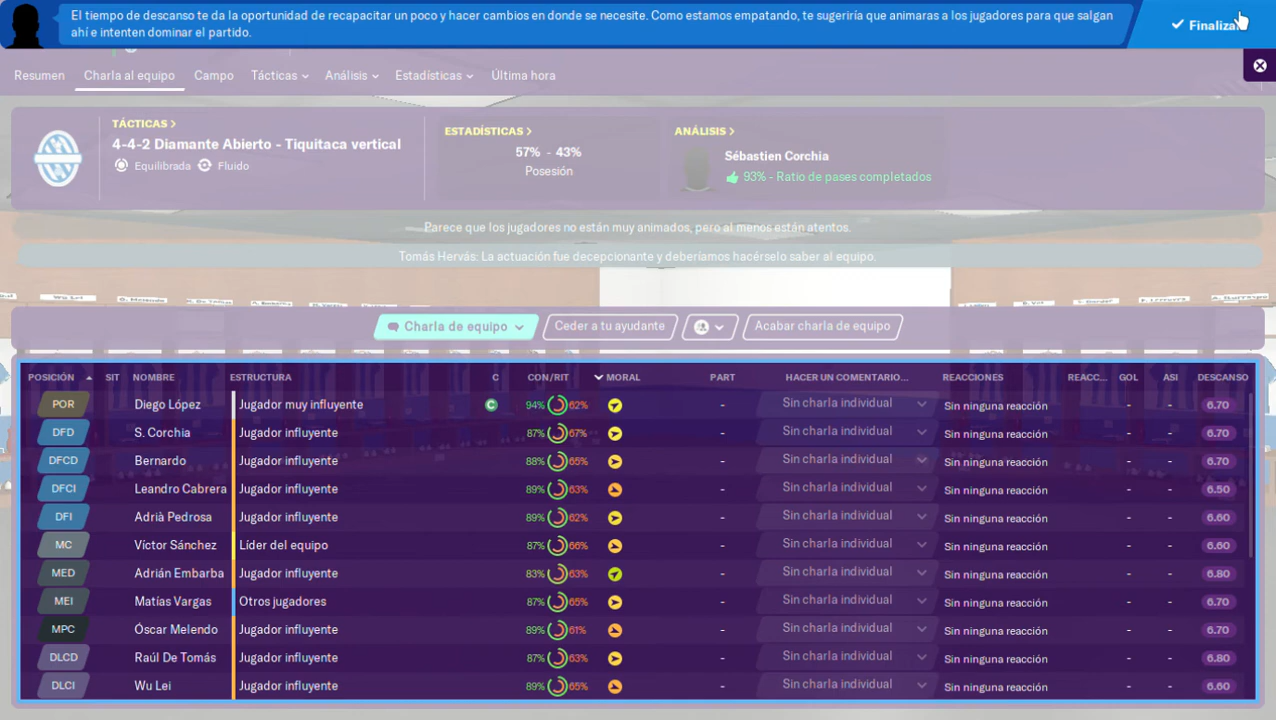 El tiempo de descanso te da la oportunidad de recapacitar un poco y hacer cambios en donde se necesite. Como estamos empatando, te sugeriría que animaras a los jugadores para que salgan
ahí e intenten dominar el partido.
Finalizar
Resumen Charla al equipo Campo Tácticas Análisis Estadísticas Última hora
TÁCTICAS >
4-4-2 Diamante Abierto - Tiquitaca vertical
Equilibrada Fluido
ESTADÍSTICAS >
57% - 43%
Posesión
ANÁLISIS >
Sébastien Corchia
93% - Ratio de pases completados
Parece que los jugadores no están muy animados, pero al menos están atentos.
Tomás Hervás: La actuación fue decepcionante y deberíamos hacérselo saber al equipo.
Charla de equipo Ceder a tu ayudante Acabar charla de equipo
POSICIÓN SIT NOMBRE ESTRUCTURA C CON/RIT MORAL PART HACER UN COMENTARIO... REACCIONES REACC... GOL ASI DESCANSO
POR Diego López Jugador muy influyente C 94% 62% - Sin charla individual Sin ninguna reacción - - 6.70
DFD S. Corchia Jugador influyente 87% 67% - Sin charla individual Sin ninguna reacción - - 6.70
DFCD Bernardo Jugador influyente 88% 65% - Sin charla individual Sin ninguna reacción - - 6.70
DFCI Leandro Cabrera Jugador influyente 89% 63% - Sin charla individual Sin ninguna reacción - - 6.50
DFI Adrià Pedrosa Jugador influyente 89% 62% - Sin charla individual Sin ninguna reacción - - 6.60
MC Víctor Sánchez Líder del equipo 87% 66% - Sin charla individual Sin ninguna reacción - - 6.60
MED Adrián Embarba Jugador influyente 83% 63% - Sin charla individual Sin ninguna reacción - - 6.80
MEI Matías Vargas Otros jugadores 87% 65% - Sin charla individual Sin ninguna reacción - - 6.70
MPC Óscar Melendo Jugador influyente 89% 61% - Sin charla individual Sin ninguna reacción - - 6.70
DLCD Raúl De Tomás Jugador influyente 87% 63% - Sin charla individual Sin ninguna reacción - - 6.80
DLCI Wu Lei Jugador influyente 89% 65% - Sin charla individual Sin ninguna reacción - - 6.60